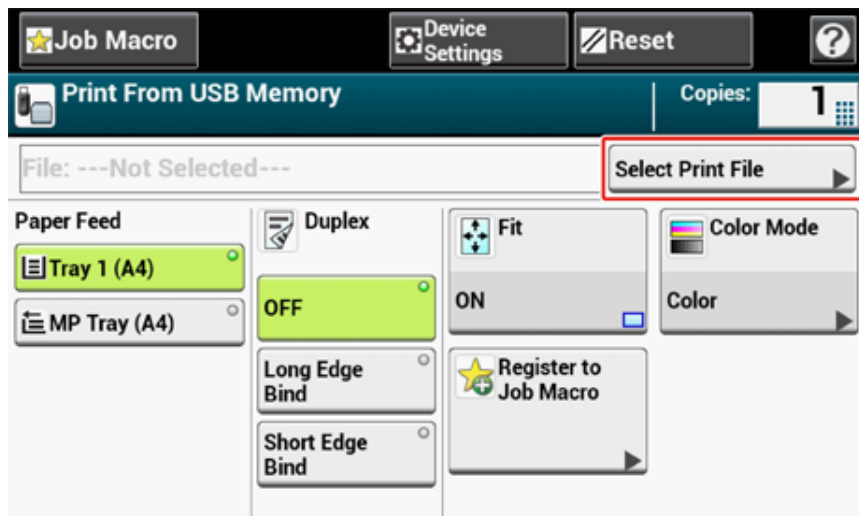 Job Macro
Device
Settings
Reset
?
Print From USB Memory
Copies:
1
File: ---Not Selected---
Select Print File
Paper Feed
Tray 1 (A4)
MP Tray (A4)
Duplex
OFF
Long Edge
Bind
Short Edge
Bind
Fit
ON
Register to
Job Macro
Color Mode
Color